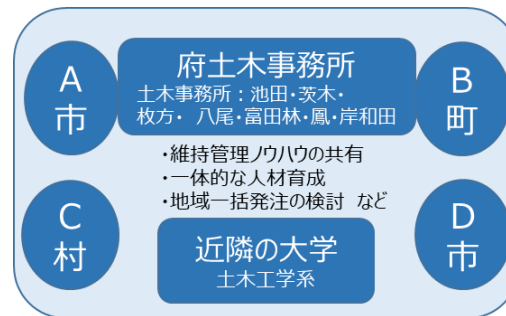 府土木事務所
土木事務所：池田・茨木・
枚方・ 八尾・富田林・鳳・岸和田
A
市
B
町
・維持管理ノウハウの共有
・一体的な人材育成
・地域一括発注の検討 など
C
村
D
市
近隣の大学
土木工学系